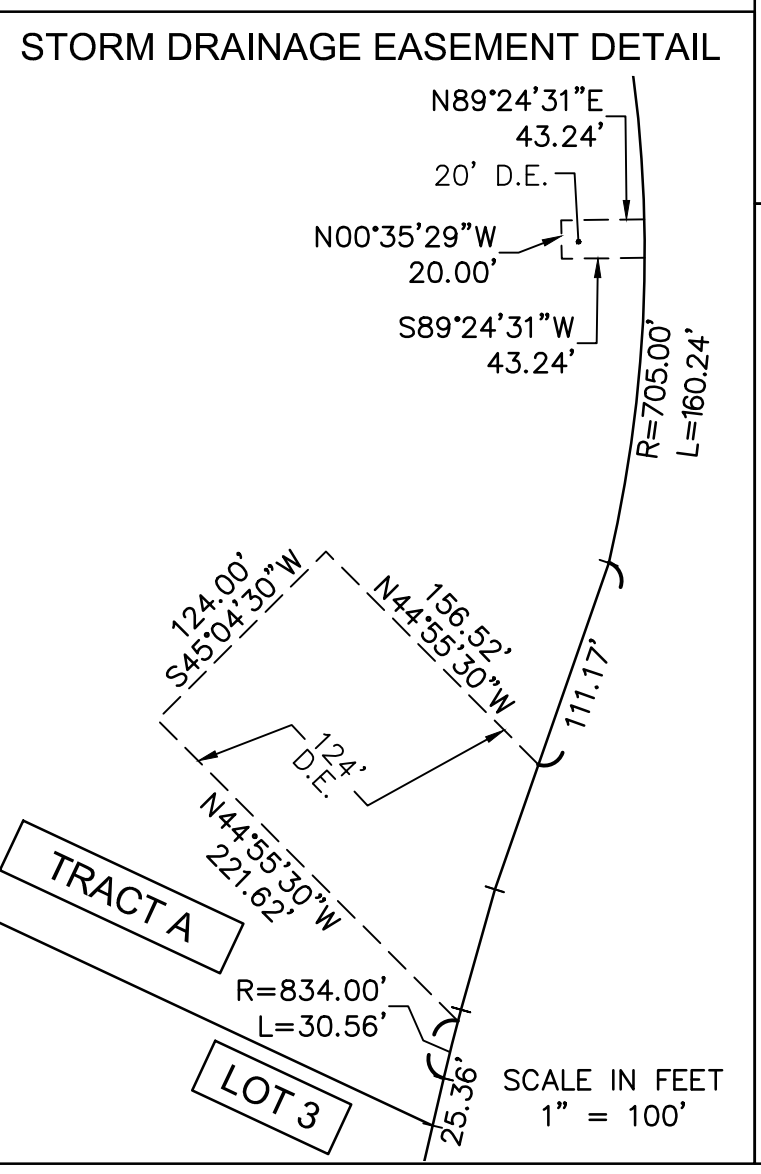 STORM DRAINAGE EASEMENT DETAIL
N89°24'31"E
43.24'
20' D.E.
N00°35'29"W
20.00'
S89°24'31"W
43.24'
R=705.00'
L=160.24'
124.00'
S45°04'30"W
156.52'
N44°55'30"W
111.17'
124'
D.E.
N44°55'30"W
221.62'
TRACT A
R=834.00'
L=30.56'
LOT 3
25.36'
SCALE IN FEET
1" = 100'